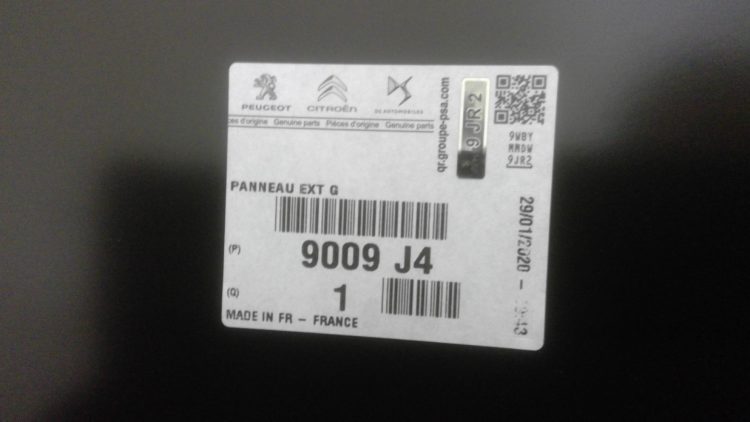 PEUGEOT
CITROËN
DS AUTOMOBILES
ces d'origine Genuine parts Pièces d'origine Genuine parts
qr.groupe-psa.com
9JR2
9WBY
MMDW
9JR2
PANNEAU EXT G
(P) 9009 J4
(Q) 1
MADE IN FR - FRANCE
29/01/2020 -